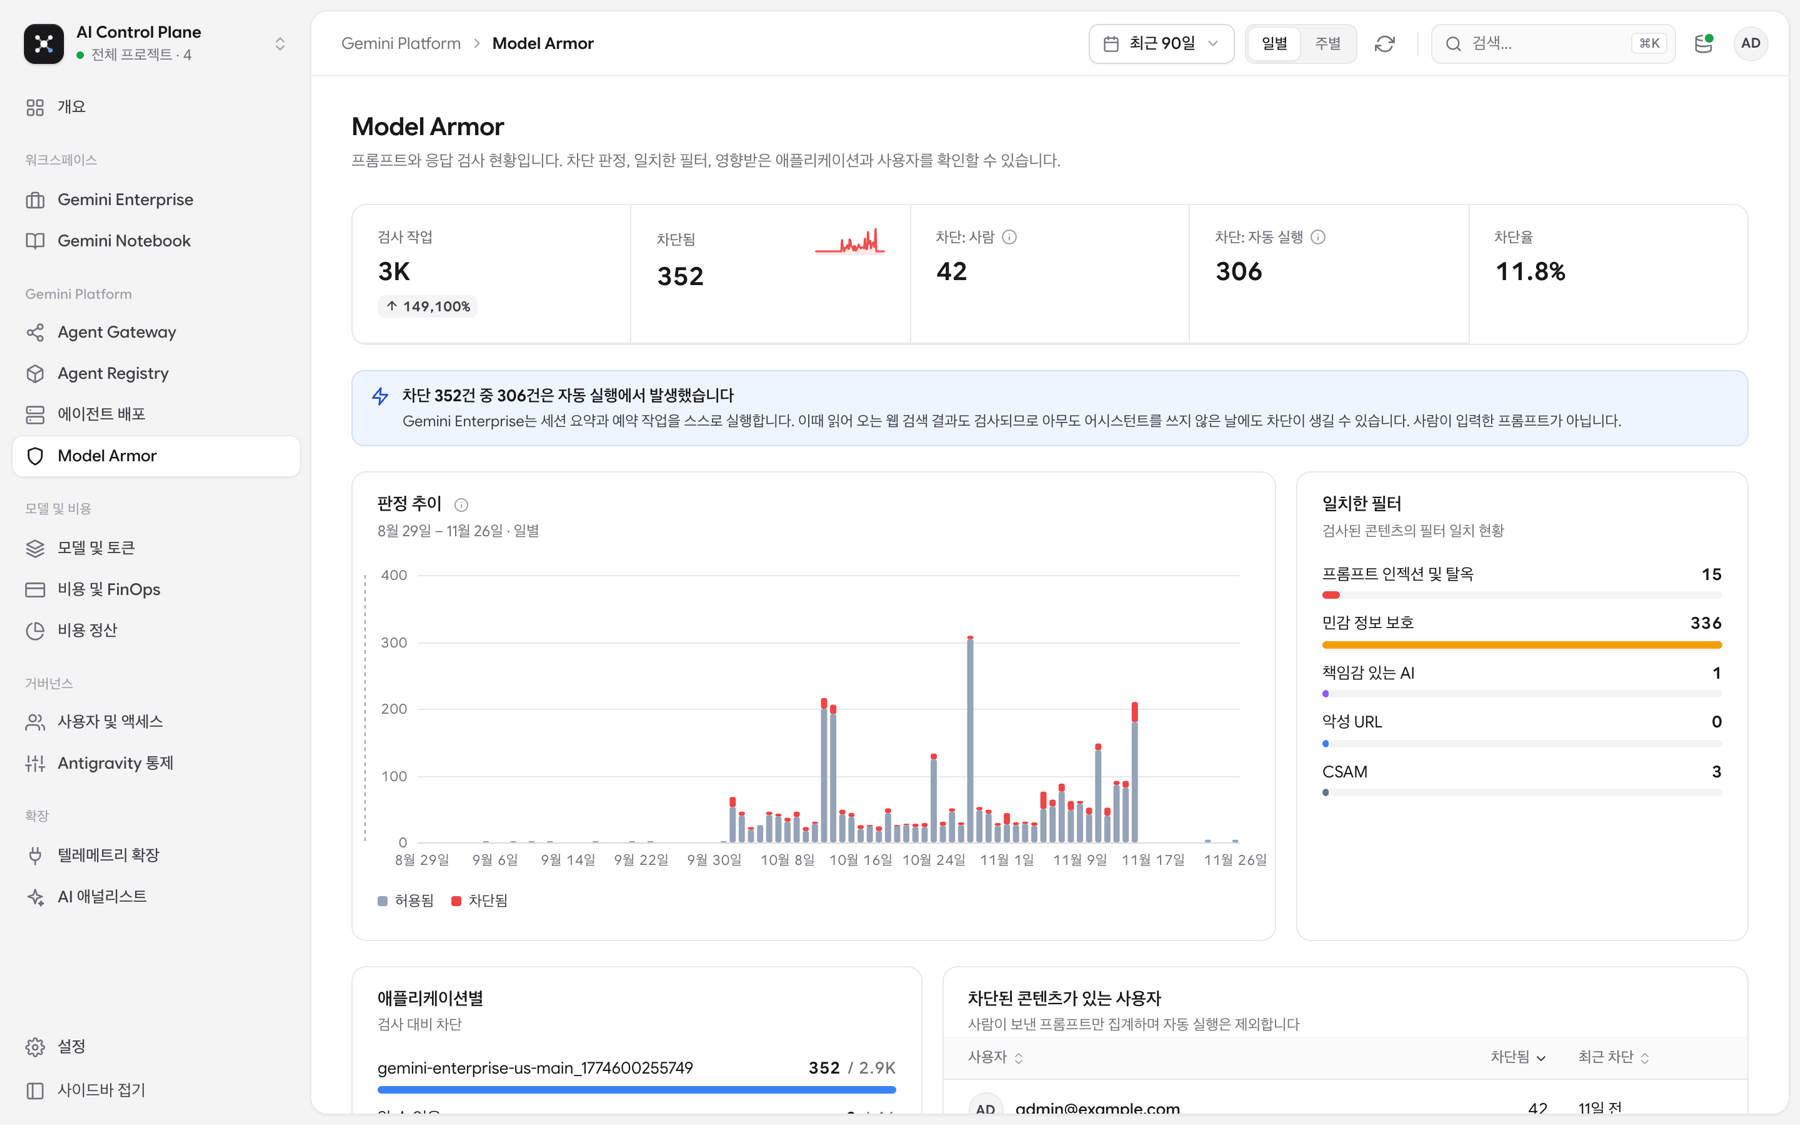 AI Control Plane
전체 프로젝트 · 4
개요
워크스페이스
Gemini Enterprise
Gemini Notebook
Gemini Platform
Agent Gateway
Agent Registry
에이전트 배포
Model Armor
모델 및 비용
모델 및 토큰
비용 및 FinOps
비용 정산
거버넌스
사용자 및 액세스
Antigravity 통제
확장
텔레메트리 확장
AI 애널리스트
설정
사이드바 접기
Gemini Platform > Model Armor
최근 90일
일별
주별
검색...
⌘K
AD
Model Armor
프롬프트와 응답 검사 현황입니다. 차단 판정, 일치한 필터, 영향받은 애플리케이션과 사용자를 확인할 수 있습니다.
검사 작업
3K
↑ 149,100%
차단됨
352
차단: 사람
42
차단: 자동 실행
306
차단율
11.8%
차단 352건 중 306건은 자동 실행에서 발생했습니다
Gemini Enterprise는 세션 요약과 예약 작업을 스스로 실행합니다. 이때 읽어 오는 웹 검색 결과도 검사되므로 아무도 어시스턴트를 쓰지 않은 날에도 차단이 생길 수 있습니다. 사람이 입력한 프롬프트가 아닙니다.
판정 추이
8월 29일 – 11월 26일 · 일별
400
300
200
100
0
8월 29일 9월 6일 9월 14일 9월 22일 9월 30일 10월 8일 10월 16일 10월 24일 11월 1일 11월 9일 11월 17일 11월 26일
허용됨 차단됨
일치한 필터
검사된 콘텐츠의 필터 일치 현황
프롬프트 인젝션 및 탈옥 15
민감 정보 보호 336
책임감 있는 AI 1
악성 URL 0
CSAM 3
애플리케이션별
검사 대비 차단
gemini-enterprise-us-main_1774600255749 352 / 2.9K
차단된 콘텐츠가 있는 사용자
사람이 보낸 프롬프트만 집계하며 자동 실행은 제외합니다
사용자 차단됨 최근 차단
AD admin@example.com 42 11일 전